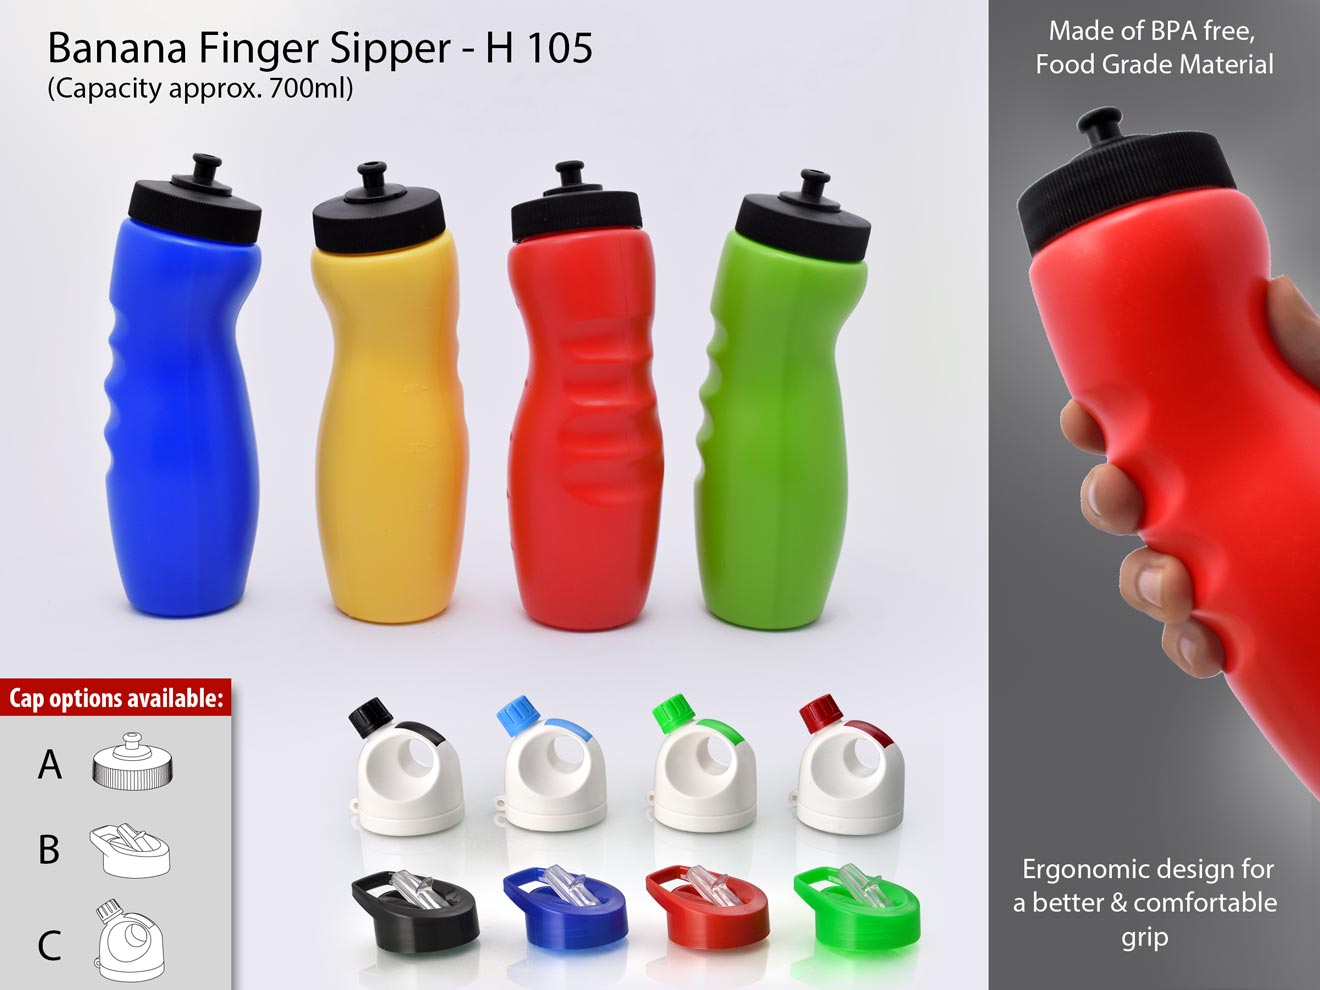 Banana Finger Sipper - H 105
(Capacity approx. 700ml)
Made of BPA free,
Food Grade Material
Cap options available:
A
B
C
Ergonomic design for
a better & comfortable
grip